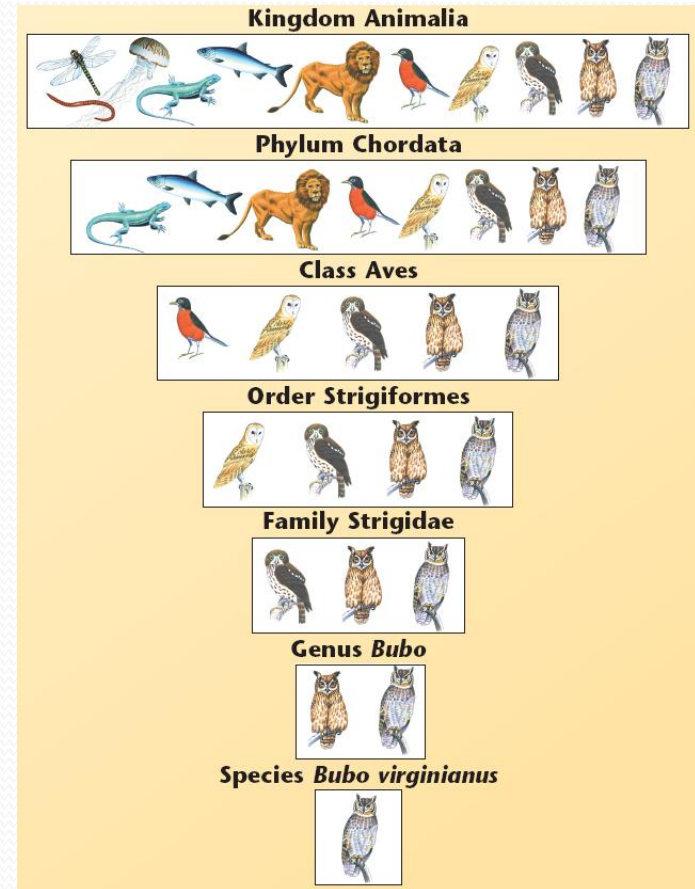 Kingdom Animalia
Phylum Chordata
Class Aves
Order Strigiformes
Family Strigidae
Genus Bubo
Species Bubo virginianus